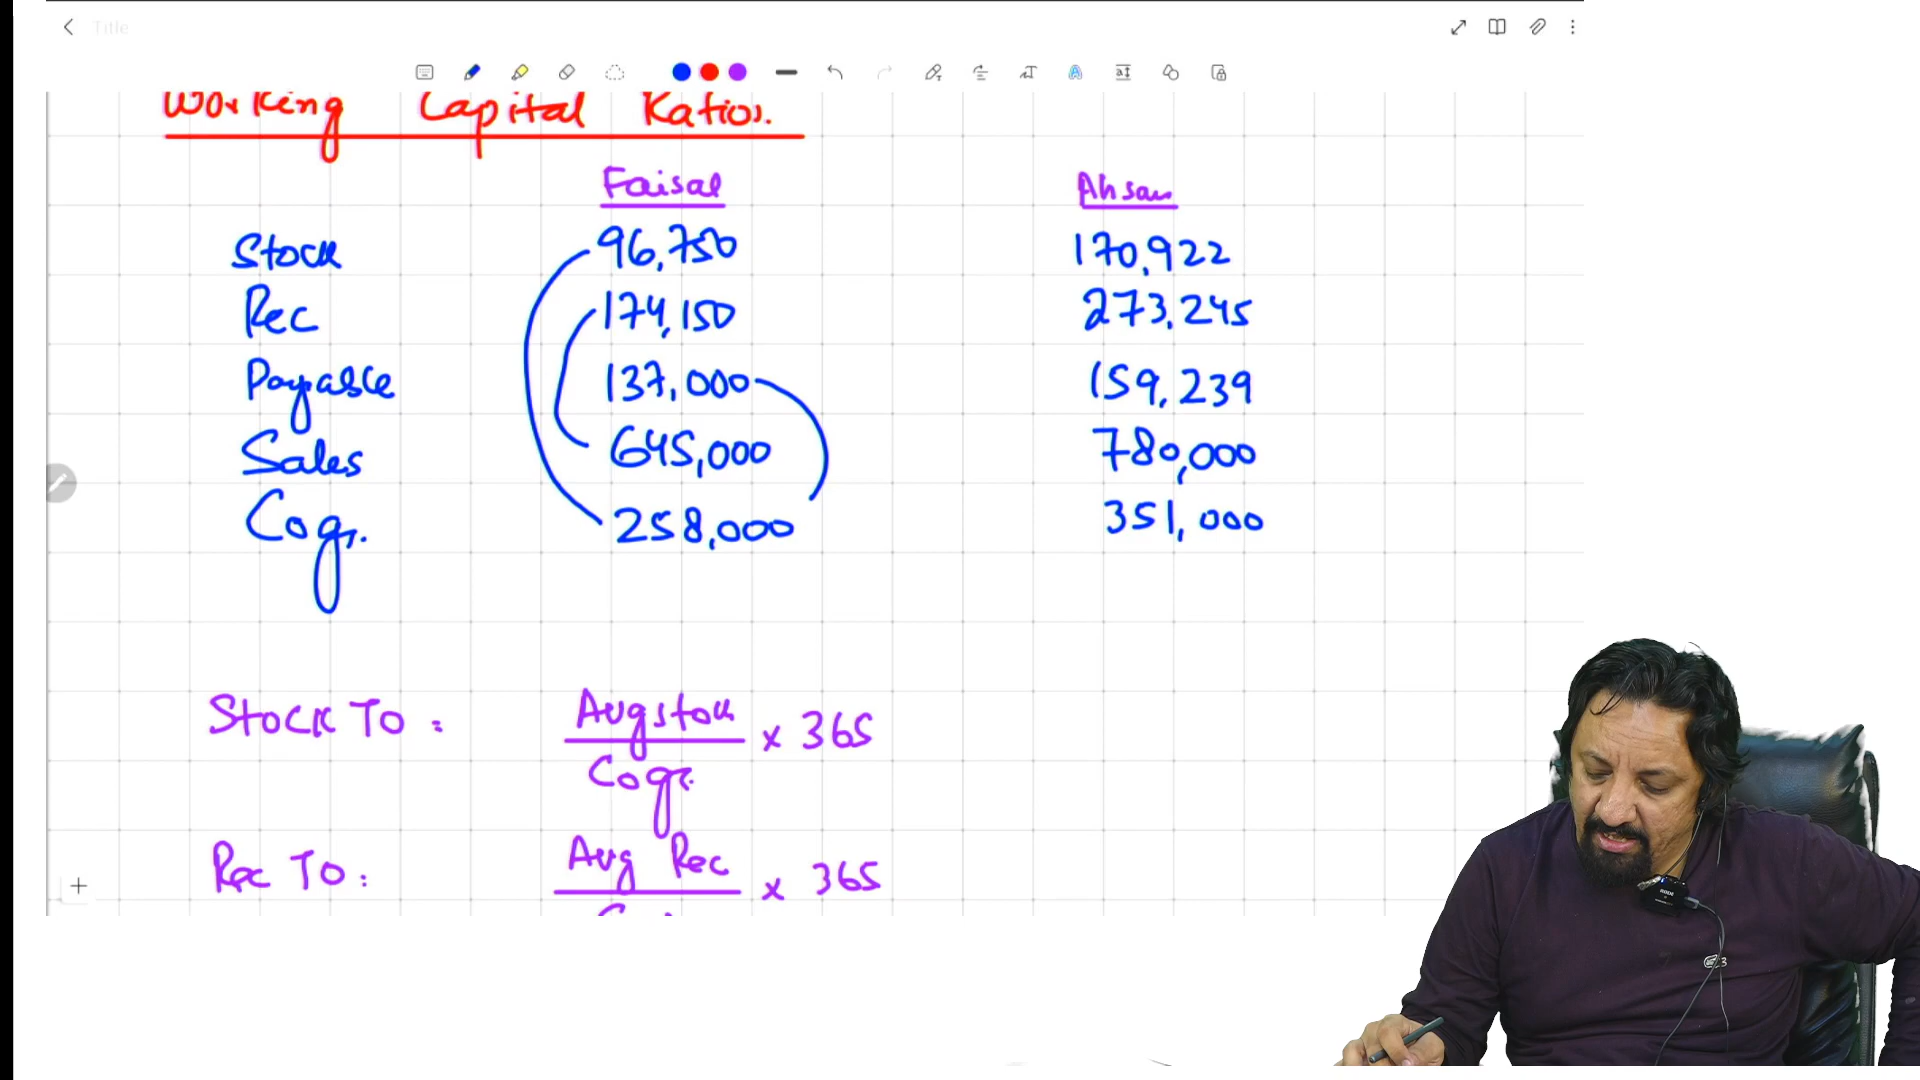 Title
Working Capital Ratios.
Faisal Ahsan
Stock 96,750 170,922
Rec 174,150 273,245
Payable 137,000 159,239
Sales 645,000 780,000
Cogs. 258,000 351,000
Stock TO : Avg stock × 365
Cogs.
Rec TO : Avg Rec × 365
RODE